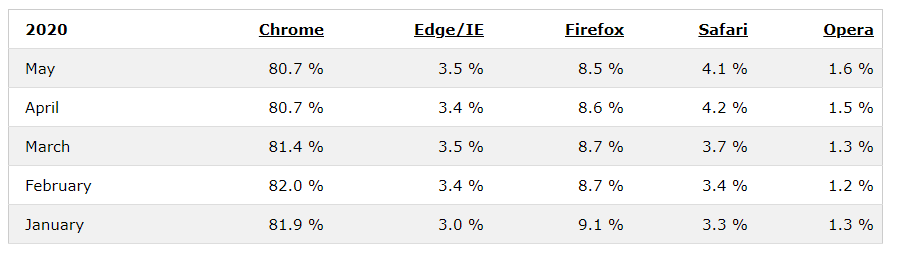 2020 Chrome Edge/IE Firefox Safari Opera
May 80.7 % 3.5 % 8.5 % 4.1 % 1.6 %
April 80.7 % 3.4 % 8.6 % 4.2 % 1.5 %
March 81.4 % 3.5 % 8.7 % 3.7 % 1.3 %
February 82.0 % 3.4 % 8.7 % 3.4 % 1.2 %
January 81.9 % 3.0 % 9.1 % 3.3 % 1.3 %